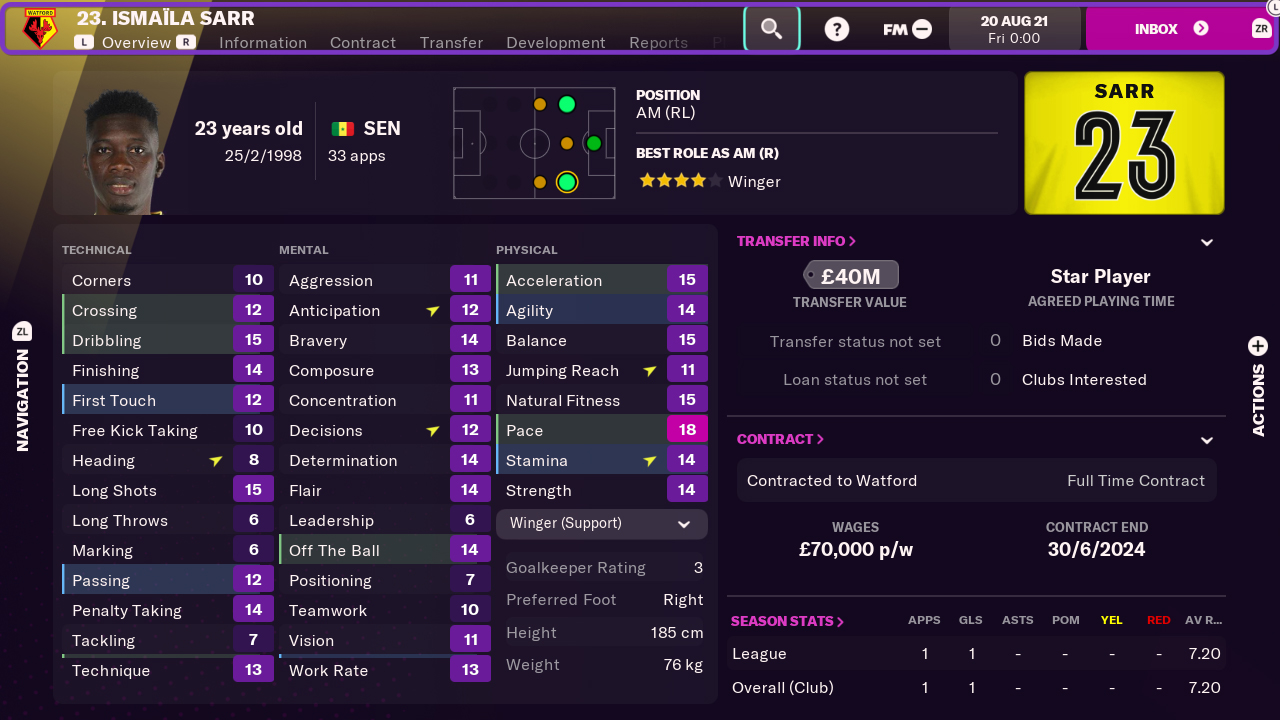 WATFORD
23. ISMAÏLA SARR
L Overview R Information Contract Transfer Development Reports
? FM 20 AUG 21
Fri 0:00
INBOX ZR
L
23 years old
25/2/1998
SEN
33 apps
POSITION
AM (RL)
BEST ROLE AS AM (R)
Winger
SARR
23
ZL
NAVIGATION
ACTIONS
TECHNICAL
Corners 10
Crossing 12
Dribbling 15
Finishing 14
First Touch 12
Free Kick Taking 10
Heading 8
Long Shots 15
Long Throws 6
Marking 6
Passing 12
Penalty Taking 14
Tackling 7
Technique 13
MENTAL
Aggression 11
Anticipation 12
Bravery 14
Composure 13
Concentration 11
Decisions 12
Determination 14
Flair 14
Leadership 6
Off The Ball 14
Positioning 7
Teamwork 10
Vision 11
Work Rate 13
PHYSICAL
Acceleration 15
Agility 14
Balance 15
Jumping Reach 11
Natural Fitness 15
Pace 18
Stamina 14
Strength 14
Winger (Support)
Goalkeeper Rating 3
Preferred Foot Right
Height 185 cm
Weight 76 kg
TRANSFER INFO
£40M
TRANSFER VALUE
Star Player
AGREED PLAYING TIME
Transfer status not set
0 Bids Made
Loan status not set
0 Clubs Interested
CONTRACT
Contracted to Watford Full Time Contract
WAGES
£70,000 p/w
CONTRACT END
30/6/2024
SEASON STATS APPS GLS ASTS POM YEL RED AV R...
League 1 1 - - - - 7.20
Overall (Club) 1 1 - - - - 7.20